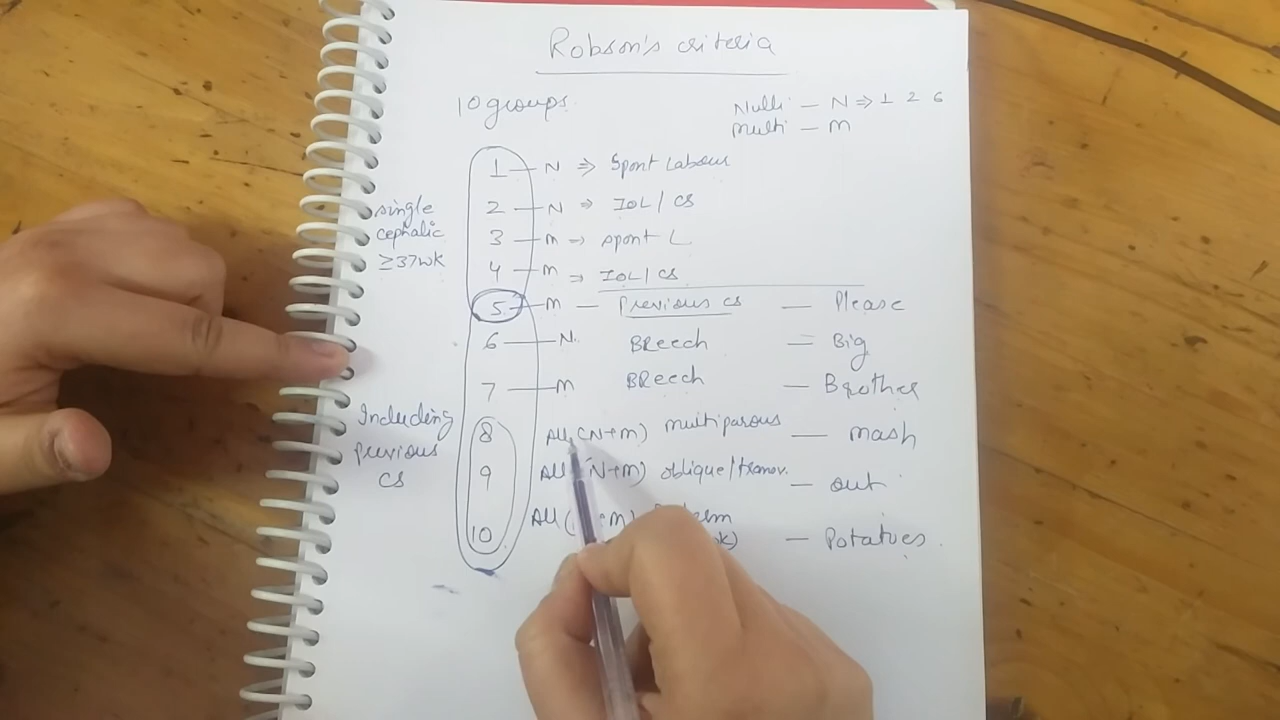 Robson's criteria
10 groups.
Nulli — N ⇒ 1 2 6
Multi — M
1 — N ⇒ Spont Labour
2 — N ⇒ IOL / CS
3 — m ⇒ spont L
4 — m ⇒ IOL / CS
single
cephalic
≥37wk
5 — m — Previous cs — Please
6 — N. BReech = Big
7 — m BReech — Brother
Including
previous
cs
8 All (N+m) multiparous — mash
9 All (N+m) oblique/transv. — out
10 All ( +m) — Potatoes